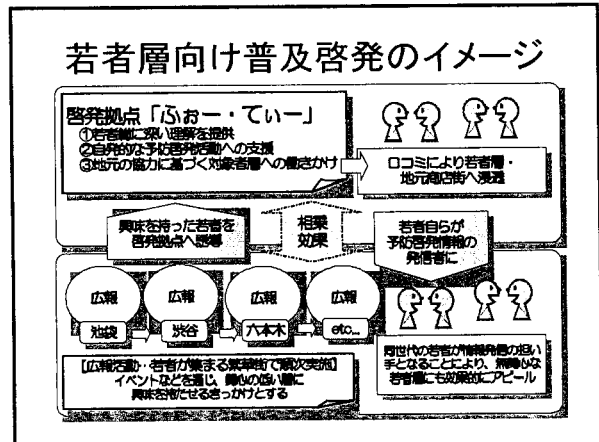 若者層向け普及啓発のイメージ
啓発拠点「ふぉー・てぃー」
①若者層に深い理解を提供
②自発的な予防啓発活動への支援
③地元の協力に基づく対象者層への働きかけ
口コミにより若者層・
地元商店街へ浸透
興味を持った若者を
啓発拠点へ誘導
相乗
効果
若者自らが
予防啓発情報の
発信者に
広報
広報
広報
広報
池袋
渋谷
六本木
etc...
【広報活動・若者が集まる繁華街で順次実施】
イベントなどを通じ、関心の低い層に
興味を持たせるきっかけとする
同世代の若者が情報発信の担い
手となることにより、無関心な
若者層にも効果的にアピール